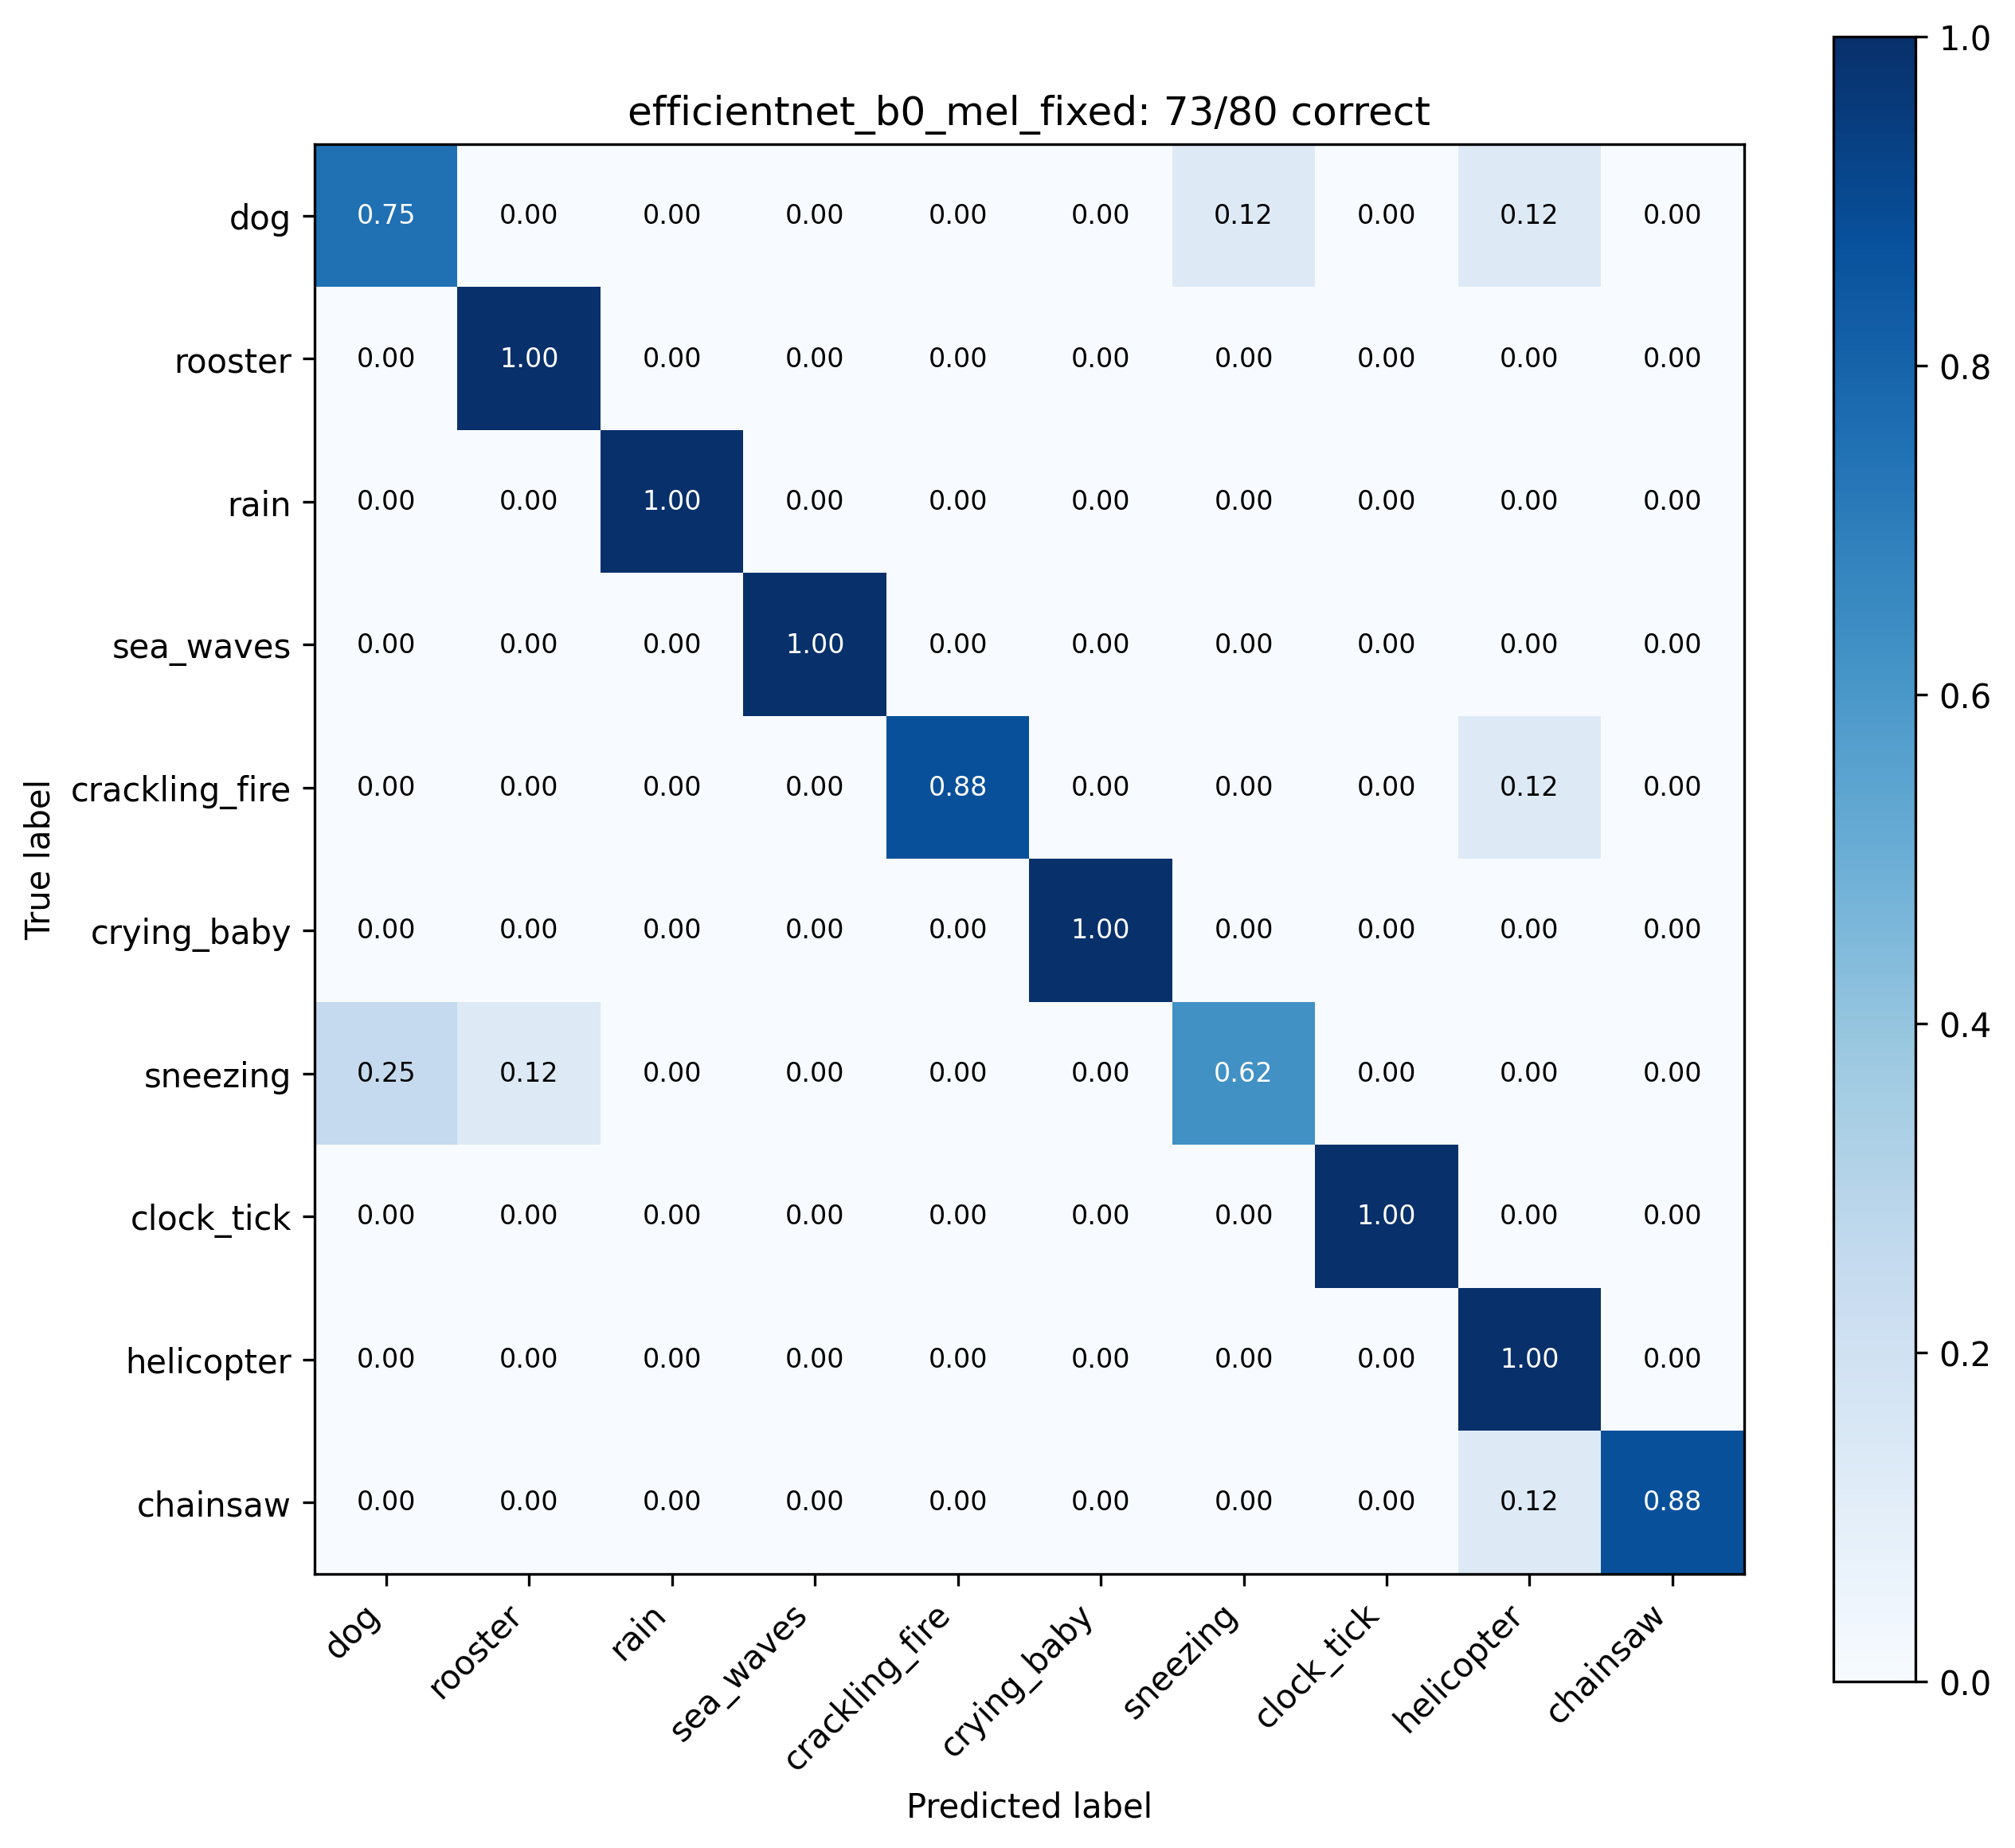 efficientnet_b0_mel_fixed: 73/80 correct
True label
dog 0.75 0.00 0.00 0.00 0.00 0.00 0.12 0.00 0.12 0.00
rooster 0.00 1.00 0.00 0.00 0.00 0.00 0.00 0.00 0.00 0.00
rain 0.00 0.00 1.00 0.00 0.00 0.00 0.00 0.00 0.00 0.00
sea_waves 0.00 0.00 0.00 1.00 0.00 0.00 0.00 0.00 0.00 0.00
crackling_fire 0.00 0.00 0.00 0.00 0.88 0.00 0.00 0.00 0.12 0.00
crying_baby 0.00 0.00 0.00 0.00 0.00 1.00 0.00 0.00 0.00 0.00
sneezing 0.25 0.12 0.00 0.00 0.00 0.00 0.62 0.00 0.00 0.00
clock_tick 0.00 0.00 0.00 0.00 0.00 0.00 0.00 1.00 0.00 0.00
helicopter 0.00 0.00 0.00 0.00 0.00 0.00 0.00 0.00 1.00 0.00
chainsaw 0.00 0.00 0.00 0.00 0.00 0.00 0.00 0.00 0.12 0.88
dog rooster rain sea_waves crackling_fire crying_baby sneezing clock_tick helicopter chainsaw
Predicted label
1.0
0.8
0.6
0.4
0.2
0.0